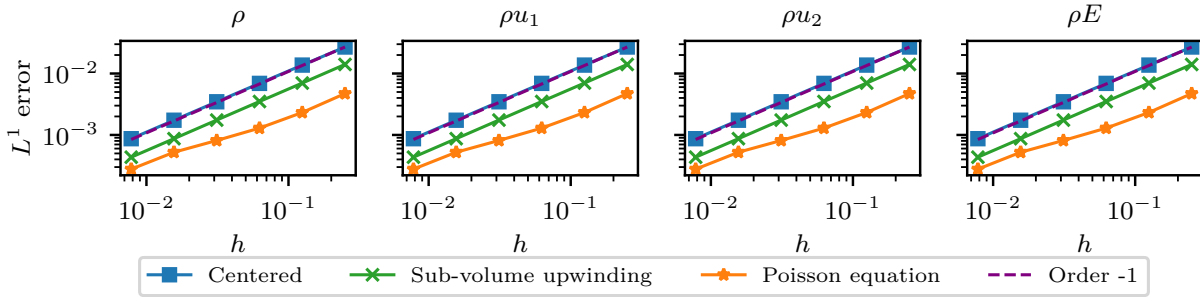 ρ ρu₁ ρu₂ ρE
L¹ error
10⁻²
10⁻³
10⁻² 10⁻¹ 10⁻² 10⁻¹ 10⁻² 10⁻¹ 10⁻² 10⁻¹
h h h h
Centered Sub-volume upwinding Poisson equation Order -1